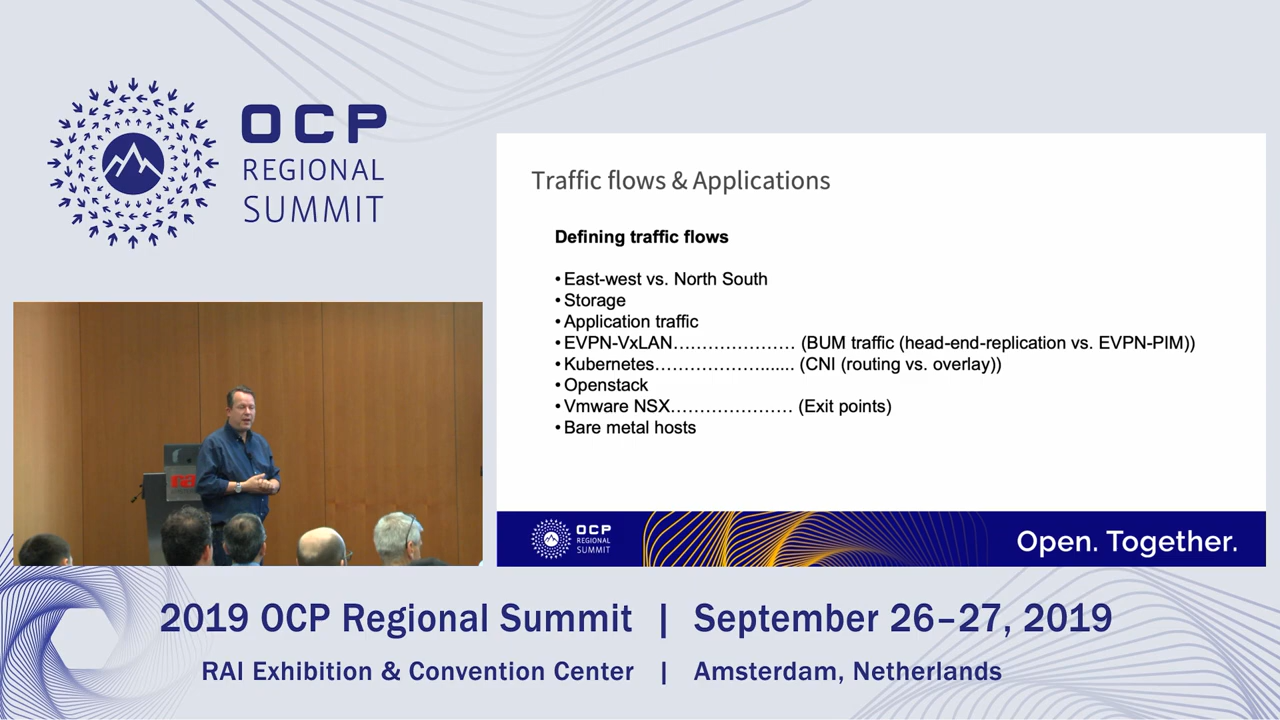 OCP
REGIONAL
SUMMIT
Traffic flows & Applications
Defining traffic flows
• East-west vs. North South
• Storage
• Application traffic
• EVPN-VxLAN………………… (BUM traffic (head-end-replication vs. EVPN-PIM))
• Kubernetes………………....... (CNI (routing vs. overlay))
• Openstack
• Vmware NSX………………… (Exit points)
• Bare metal hosts
OCP
REGIONAL
SUMMIT
Open. Together.
2019 OCP Regional Summit | September 26–27, 2019
RAI Exhibition & Convention Center | Amsterdam, Netherlands